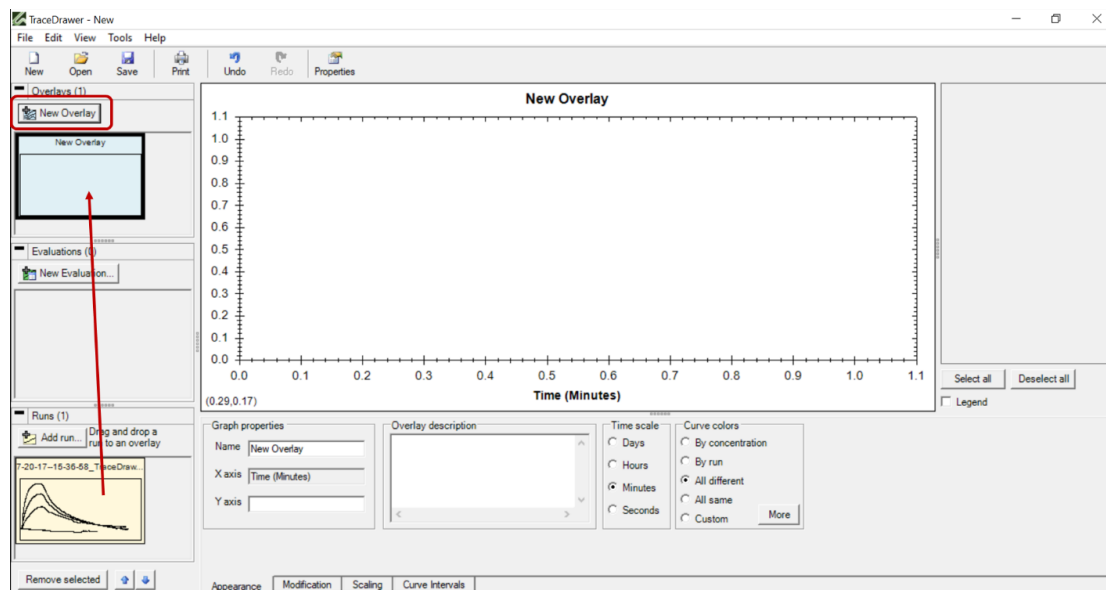 TraceDrawer - New
File Edit View Tools Help
New Open Save Print Undo Redo Properties
Overlays (1)
New Overlay
New Overlay
Evaluations (0)
New Evaluation...
Runs (1)
Add run...
Drag and drop a
run to an overlay
7-20-17--15-36-58_TraceDraw...
Remove selected
New Overlay
1.1
1.0
0.9
0.8
0.7
0.6
0.5
0.4
0.3
0.2
0.1
0.0
0.0 0.1 0.2 0.3 0.4 0.5 0.6 0.7 0.8 0.9 1.0 1.1
Time (Minutes)
(0.29,0.17)
Select all Deselect all
Legend
Graph properties
Name New Overlay
X axis Time (Minutes)
Y axis
Overlay description
Time scale
Days
Hours
Minutes
Seconds
Curve colors
By concentration
By run
All different
All same
Custom
More
Appearance Modification Scaling Curve Intervals